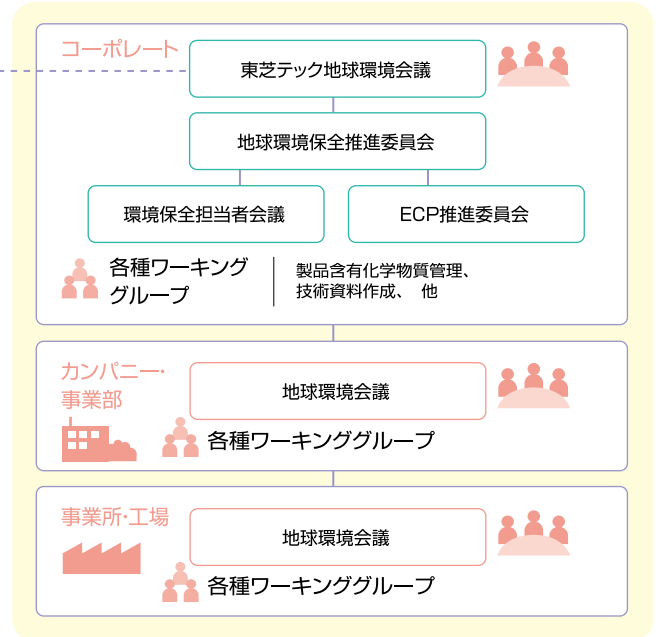 コーポレート
東芝テック地球環境会議
地球環境保全推進委員会
環境保全担当者会議
ECP推進委員会
各種ワーキング
グループ
製品含有化学物質管理、
技術資料作成、 他
カンパニー・
事業部
地球環境会議
各種ワーキンググループ
事業所・工場
地球環境会議
各種ワーキンググループ